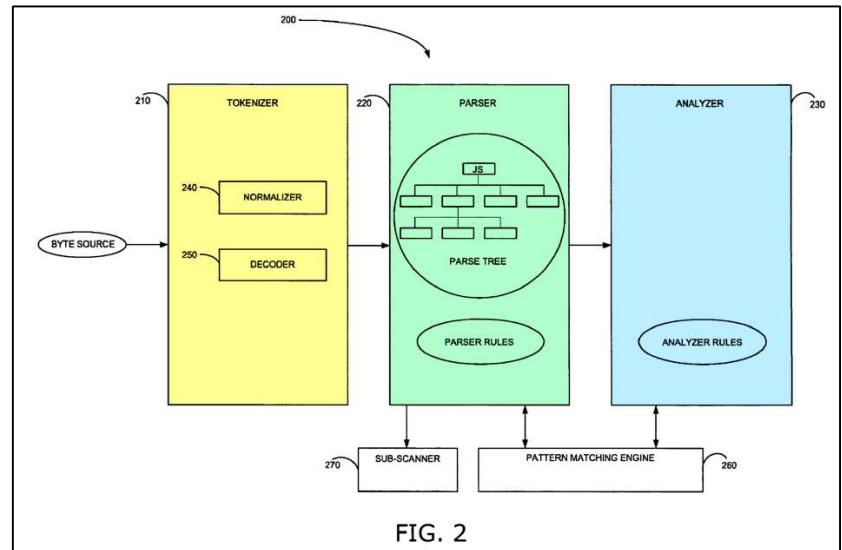 200
210
TOKENIZER
220
PARSER
ANALYZER
230
JS
240
NORMALIZER
BYTE SOURCE
250
DECODER
PARSE TREE
PARSER RULES
ANALYZER RULES
270
SUB-SCANNER
PATTERN MATCHING ENGINE
260
FIG. 2